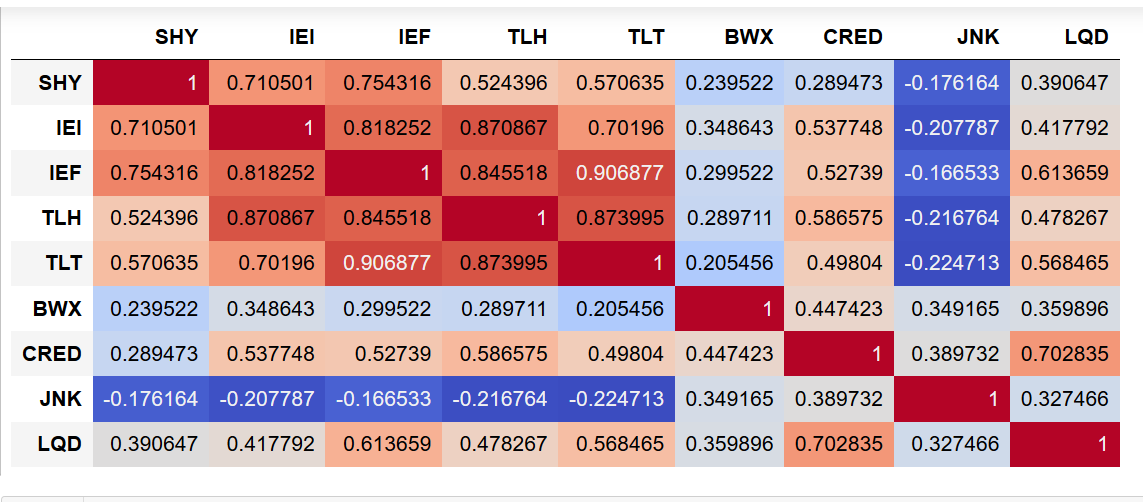 SHY IEI IEF TLH TLT BWX CRED JNK LQD
SHY 1 0.710501 0.754316 0.524396 0.570635 0.239522 0.289473 -0.176164 0.390647
IEI 0.710501 1 0.818252 0.870867 0.70196 0.348643 0.537748 -0.207787 0.417792
IEF 0.754316 0.818252 1 0.845518 0.906877 0.299522 0.52739 -0.166533 0.613659
TLH 0.524396 0.870867 0.845518 1 0.873995 0.289711 0.586575 -0.216764 0.478267
TLT 0.570635 0.70196 0.906877 0.873995 1 0.205456 0.49804 -0.224713 0.568465
BWX 0.239522 0.348643 0.299522 0.289711 0.205456 1 0.447423 0.349165 0.359896
CRED 0.289473 0.537748 0.52739 0.586575 0.49804 0.447423 1 0.389732 0.702835
JNK -0.176164 -0.207787 -0.166533 -0.216764 -0.224713 0.349165 0.389732 1 0.327466
LQD 0.390647 0.417792 0.613659 0.478267 0.568465 0.359896 0.702835 0.327466 1